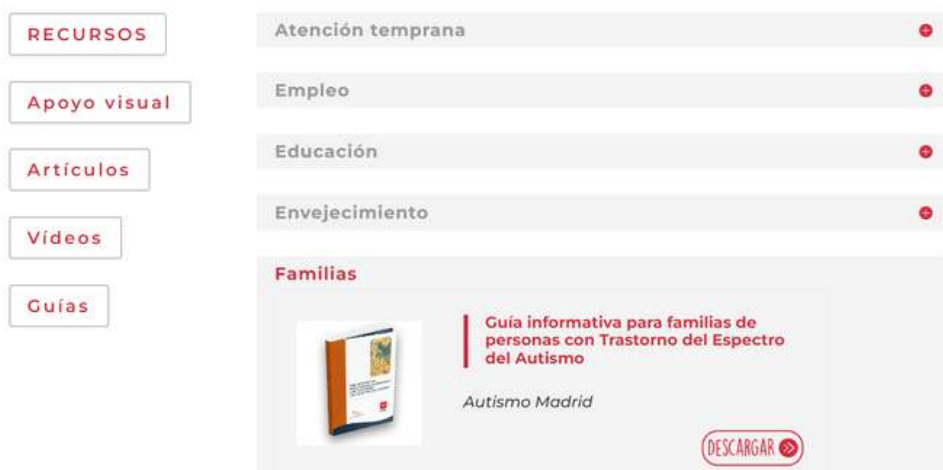 RECURSOS
Apoyo visual
Artículos
Vídeos
Guías
Atención temprana
Empleo
Educación
Envejecimiento
Familias
Guía informativa para familias de
personas con Trastorno del Espectro
del Autismo
Autismo Madrid
DESCARGAR